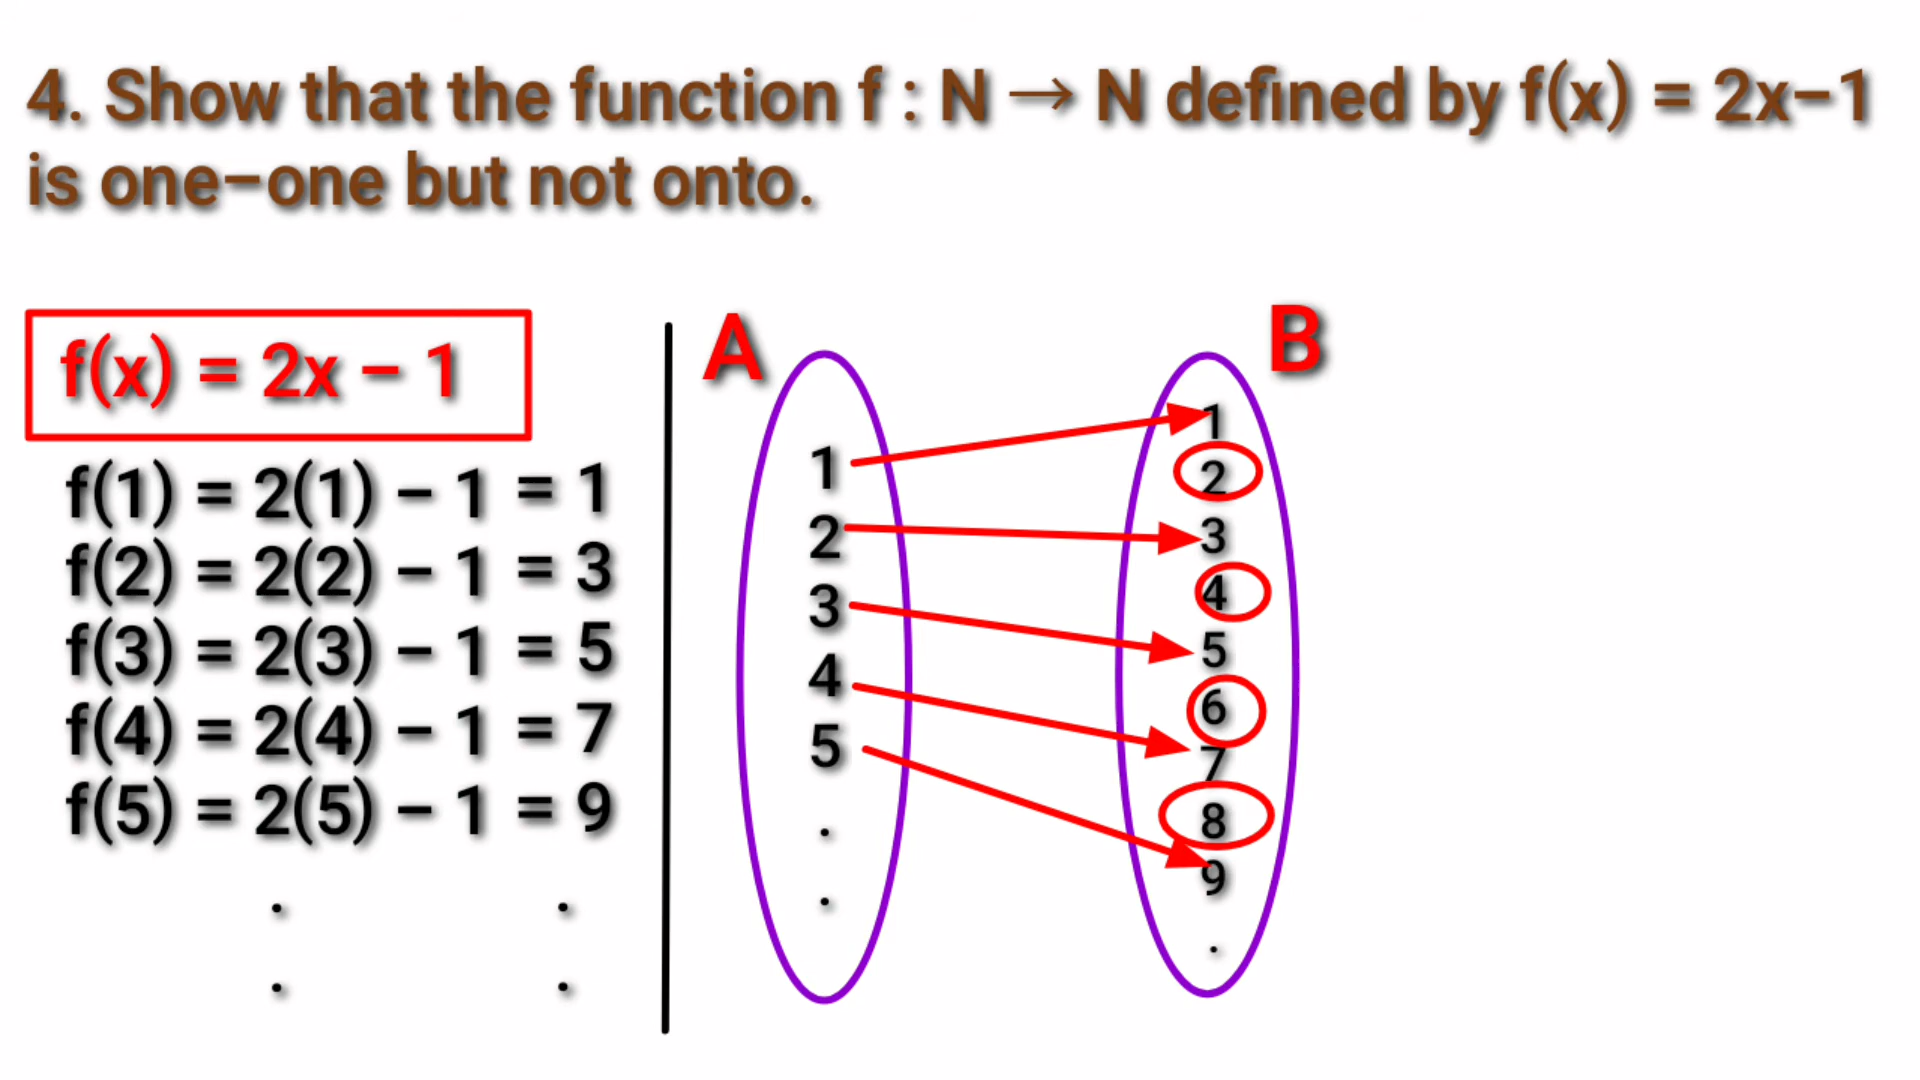 4. Show that the function f : N → N defined by f(x) = 2x−1
is one−one but not onto.
f(x) = 2x − 1
f(1) = 2(1) − 1 = 1
f(2) = 2(2) − 1 = 3
f(3) = 2(3) − 1 = 5
f(4) = 2(4) − 1 = 7
f(5) = 2(5) − 1 = 9
. .
. .
A
1
2
3
4
5
.
.
B
1
2
3
4
5
6
7
8
9
.